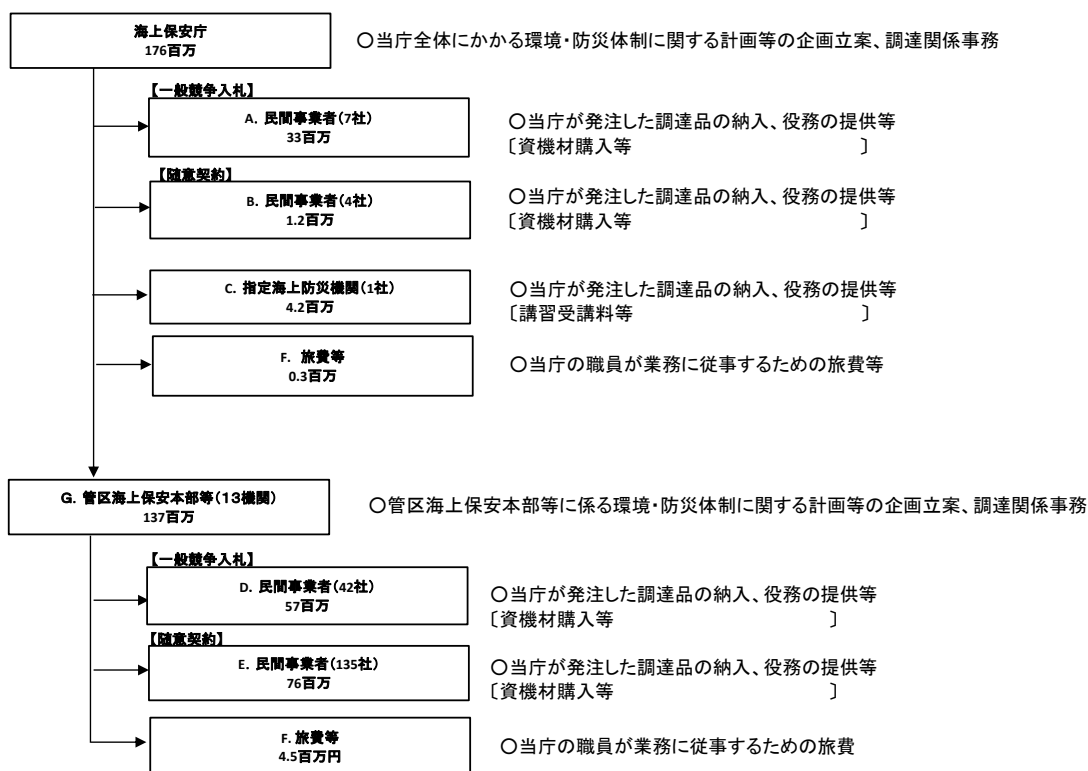 海上保安庁
176百万
○当庁全体にかかる環境・防災体制に関する計画等の企画立案、調達関係事務
【一般競争入札】
A. 民間事業者(7社)
33百万
○当庁が発注した調達品の納入、役務の提供等
〔資機材購入等　　　　　　　　　　　　〕
【随意契約】
B. 民間事業者(4社)
1.2百万
○当庁が発注した調達品の納入、役務の提供等
〔資機材購入等　　　　　　　　　　　　〕
C. 指定海上防災機関(1社)
4.2百万
○当庁が発注した調達品の納入、役務の提供等
〔講習受講料等　　　　　　　　　　　　〕
F. 旅費等
0.3百万
○当庁の職員が業務に従事するための旅費等
G. 管区海上保安本部等(13機関)
137百万
○管区海上保安本部等に係る環境・防災体制に関する計画等の企画立案、調達関係事務
【一般競争入札】
D. 民間事業者(42社)
57百万
○当庁が発注した調達品の納入、役務の提供等
〔資機材購入等　　　　　　　　　　　　〕
【随意契約】
E. 民間事業者(135社)
76百万
○当庁が発注した調達品の納入、役務の提供等
〔資機材購入等　　　　　　　　　　　　〕
F. 旅費等
4.5百万円
○当庁の職員が業務に従事するための旅費